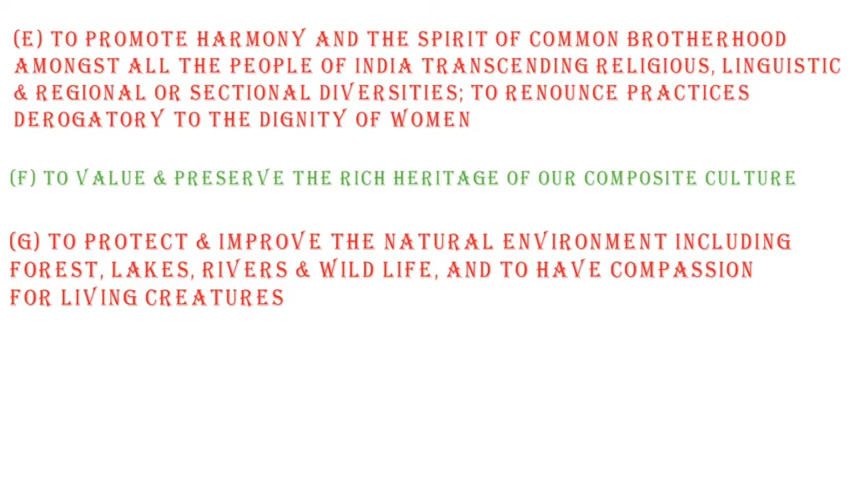 (E) TO PROMOTE HARMONY AND THE SPIRIT OF COMMON BROTHERHOOD
AMONGST ALL THE PEOPLE OF INDIA TRANSCENDING RELIGIOUS, LINGUISTIC
& REGIONAL OR SECTIONAL DIVERSITIES; TO RENOUNCE PRACTICES
DEROGATORY TO THE DIGNITY OF WOMEN
(F) TO VALUE & PRESERVE THE RICH HERITAGE OF OUR COMPOSITE CULTURE
(G) TO PROTECT & IMPROVE THE NATURAL ENVIRONMENT INCLUDING
FOREST, LAKES, RIVERS & WILD LIFE, AND TO HAVE COMPASSION
FOR LIVING CREATURES